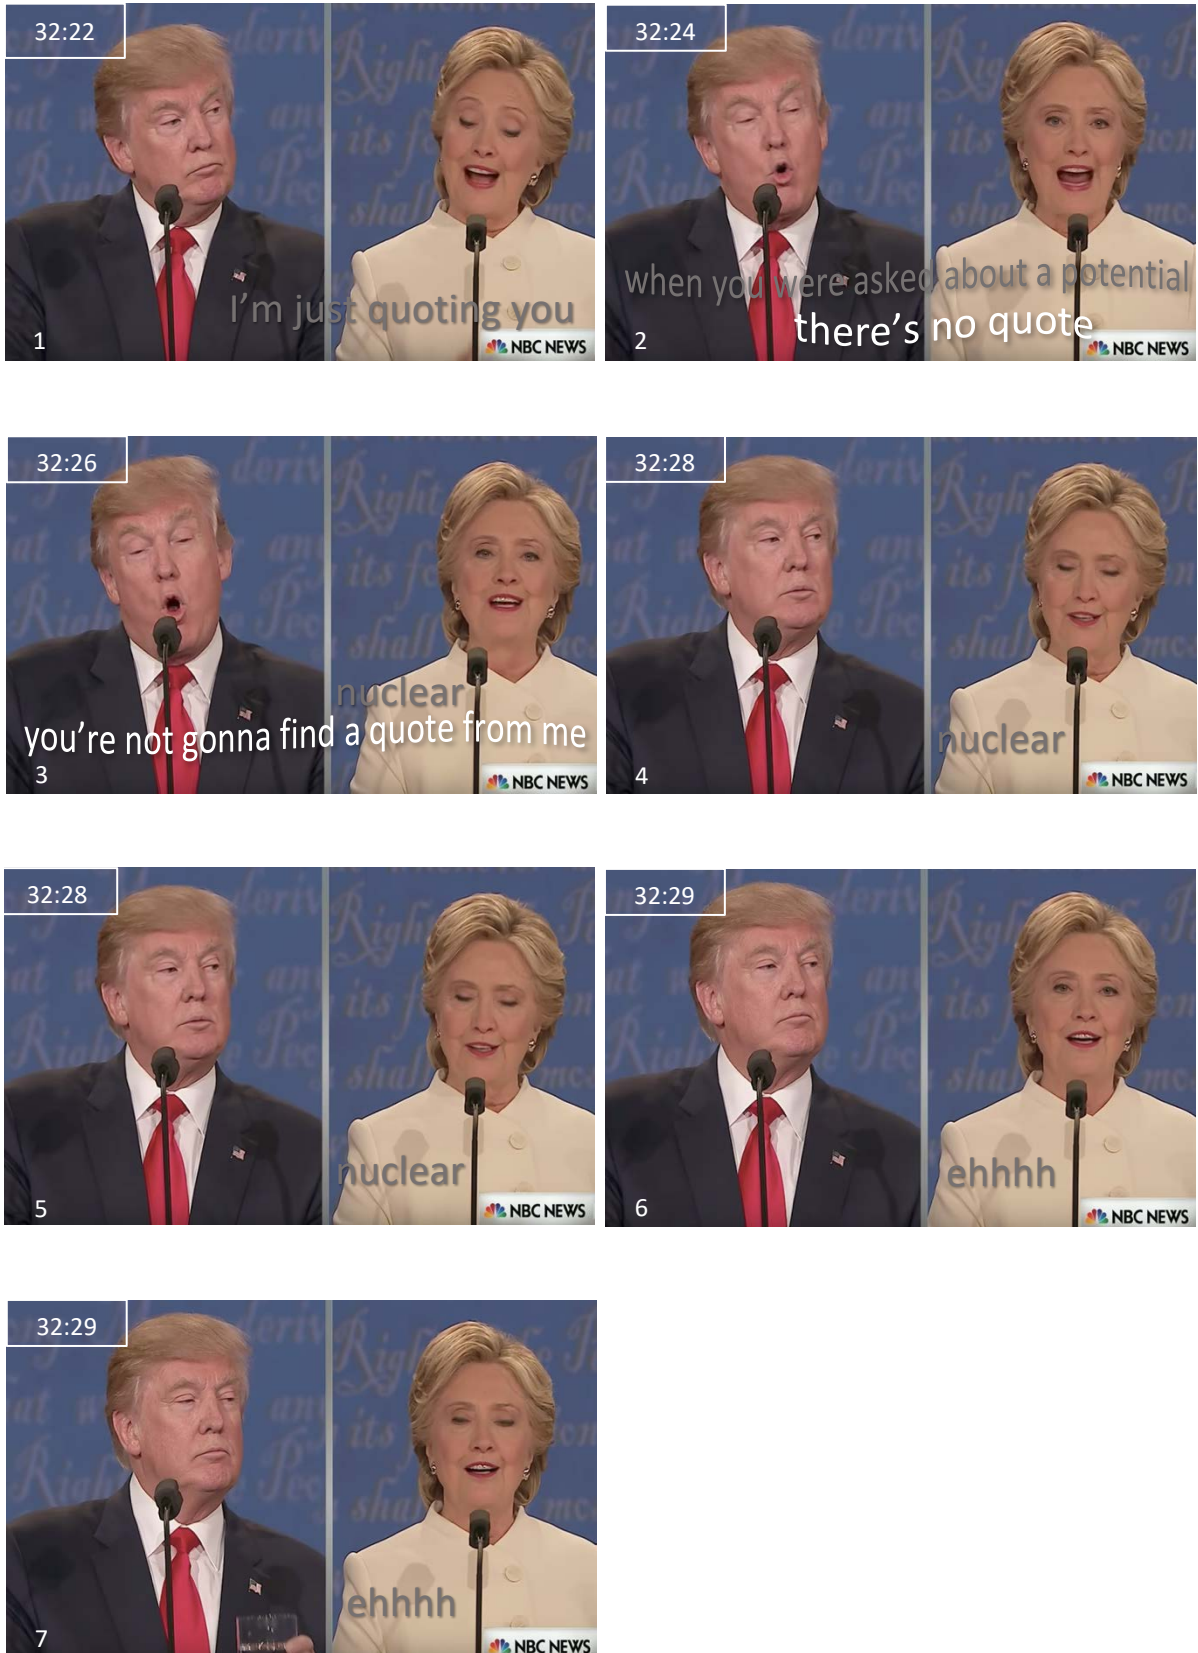 32:22
I'm just quoting you
1
NBC NEWS
32:24
when you were asked about a potential
there's no quote
2
NBC NEWS
32:26
nuclear
you're not gonna find a quote from me
3
NBC NEWS
32:28
nuclear
4
NBC NEWS
32:28
nuclear
5
NBC NEWS
32:29
ehhhh
6
NBC NEWS
32:29
ehhhh
7
NBC NEWS